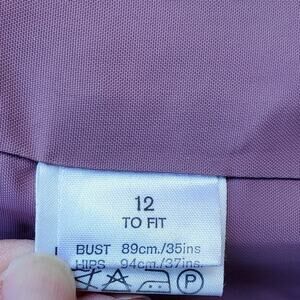 12
TO FIT
BUST 89cm./35ins
HIPS 94cm./37ins.
P